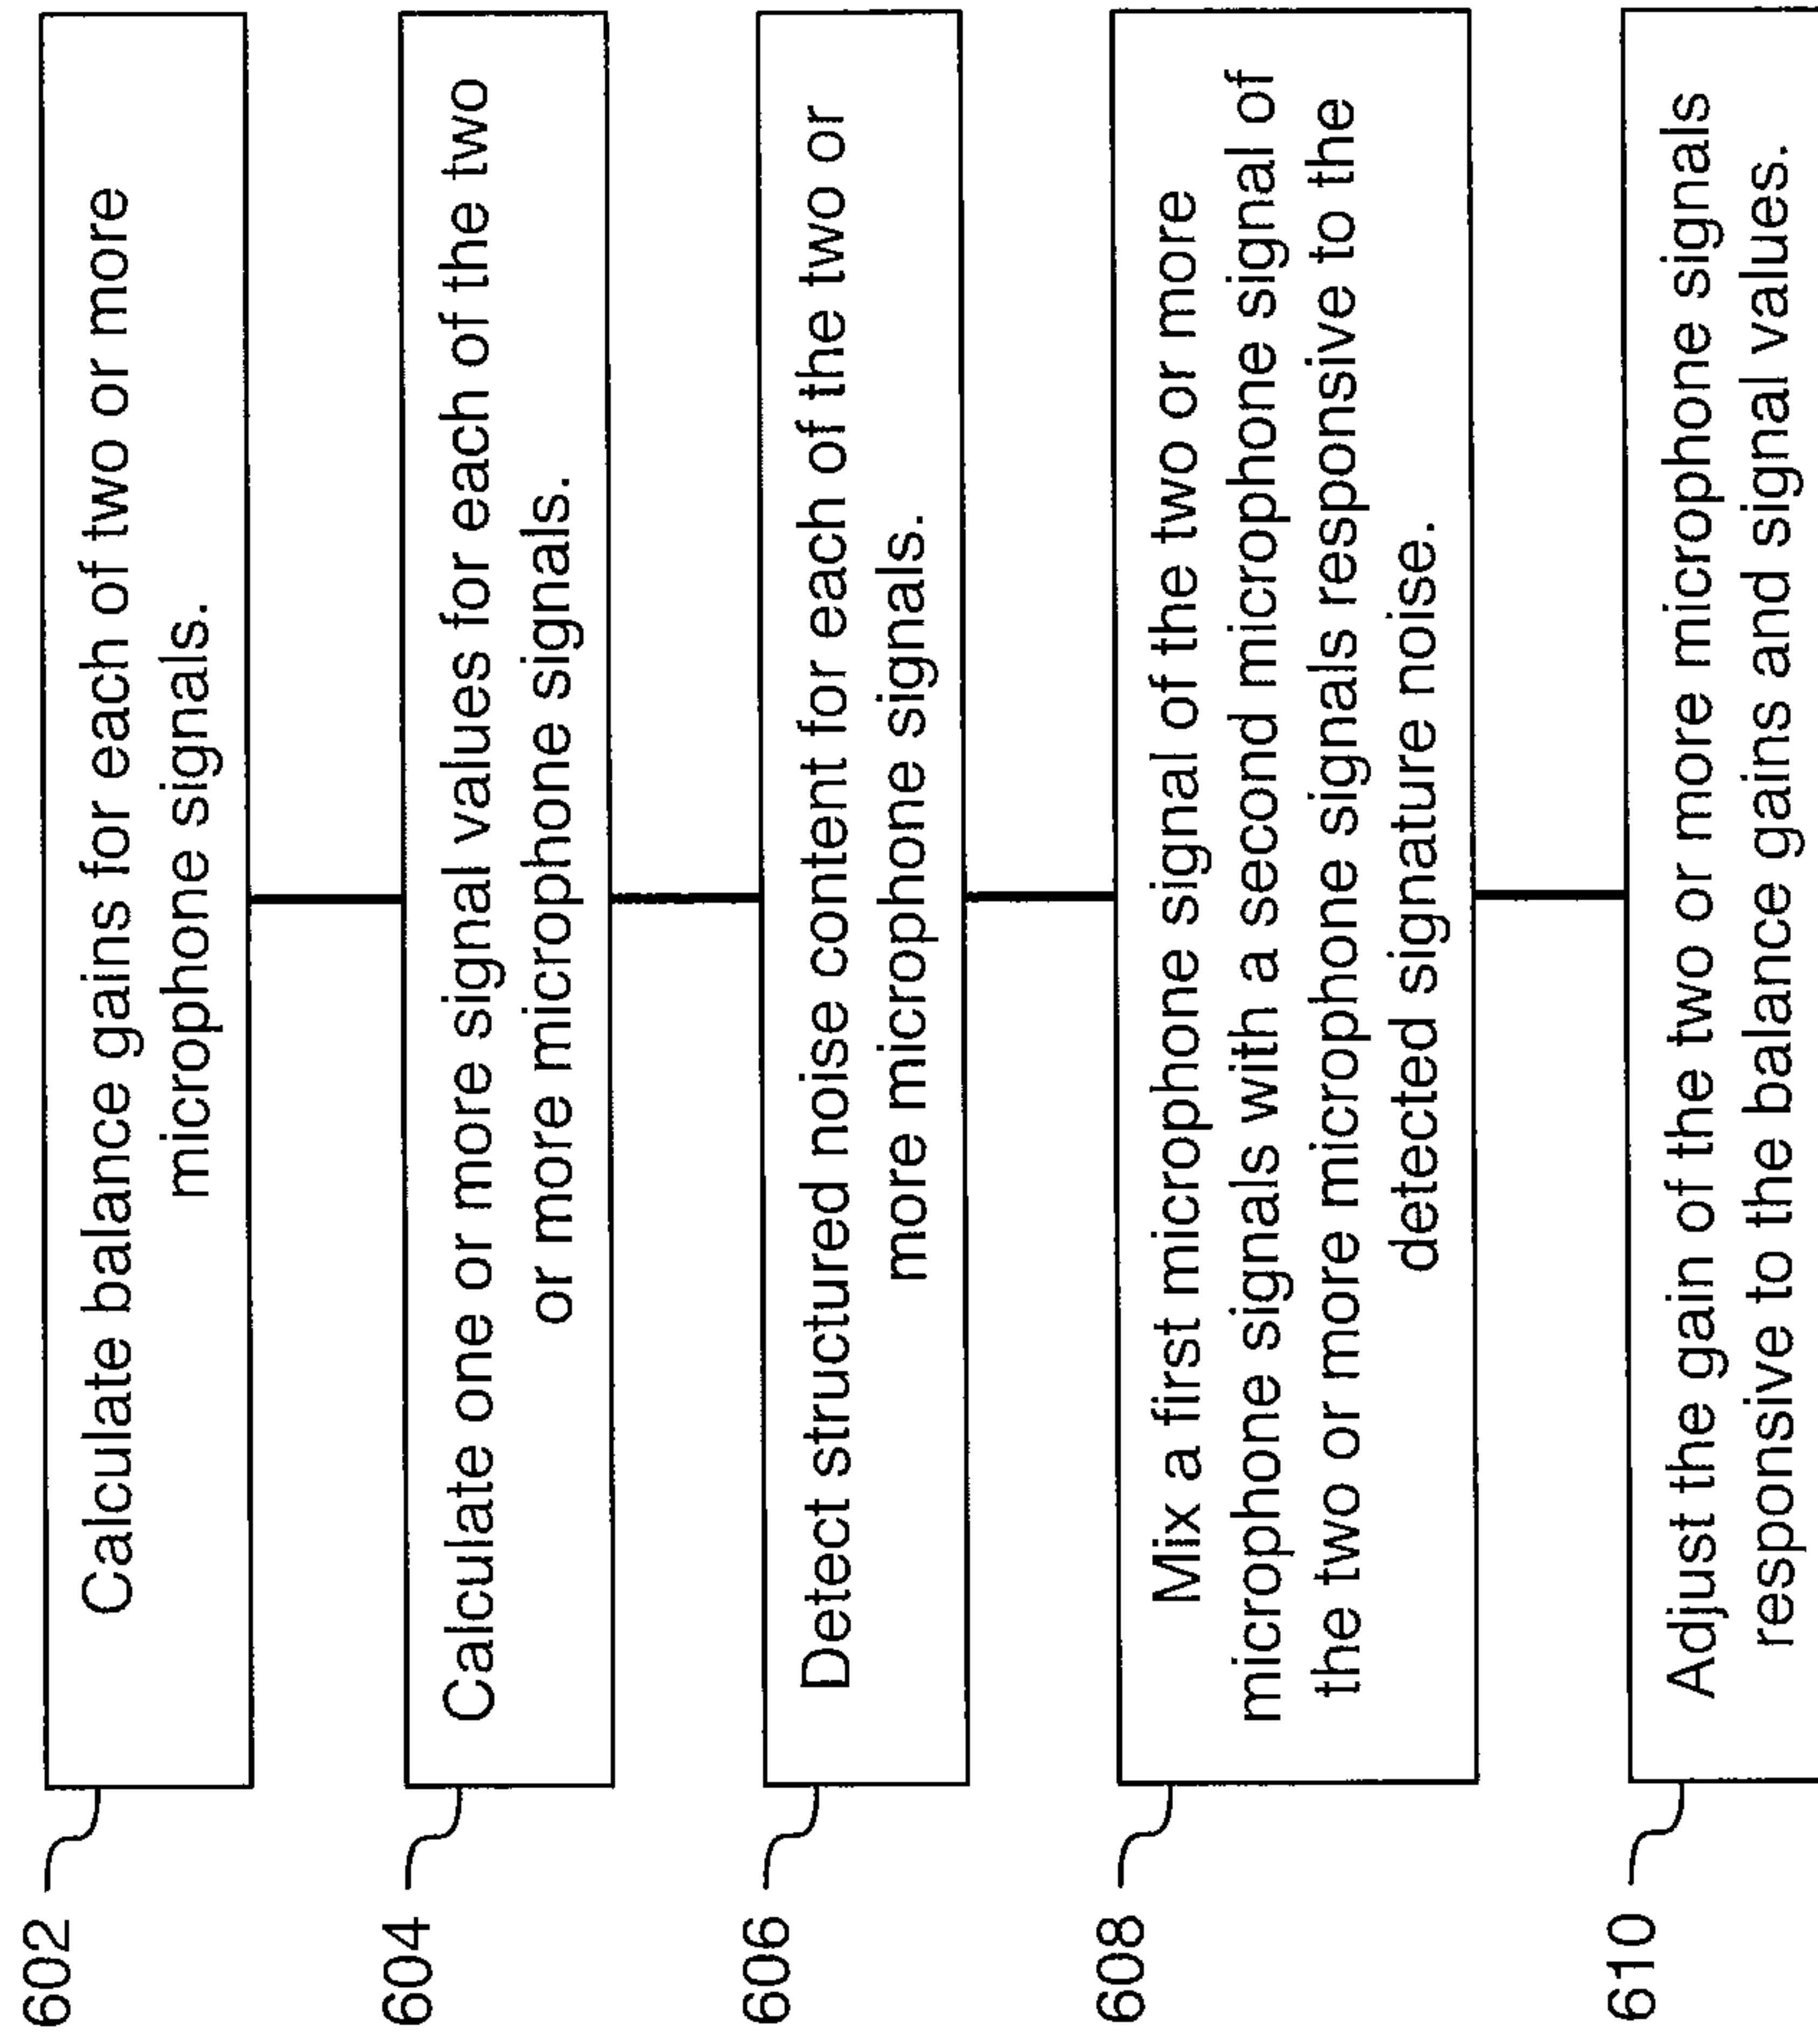 602
Calculate balance gains for each of two or more
microphone signals.
604
Calculate one or more signal values for each of the two
or more microphone signals.
606
Detect structured noise content for each of the two or
more microphone signals.
608
Mix a first microphone signal of the two or more
microphone signals with a second microphone signal of
the two or more microphone signals responsive to the
detected signature noise.
610
Adjust the gain of the two or more microphone signals
responsive to the balance gains and signal values.